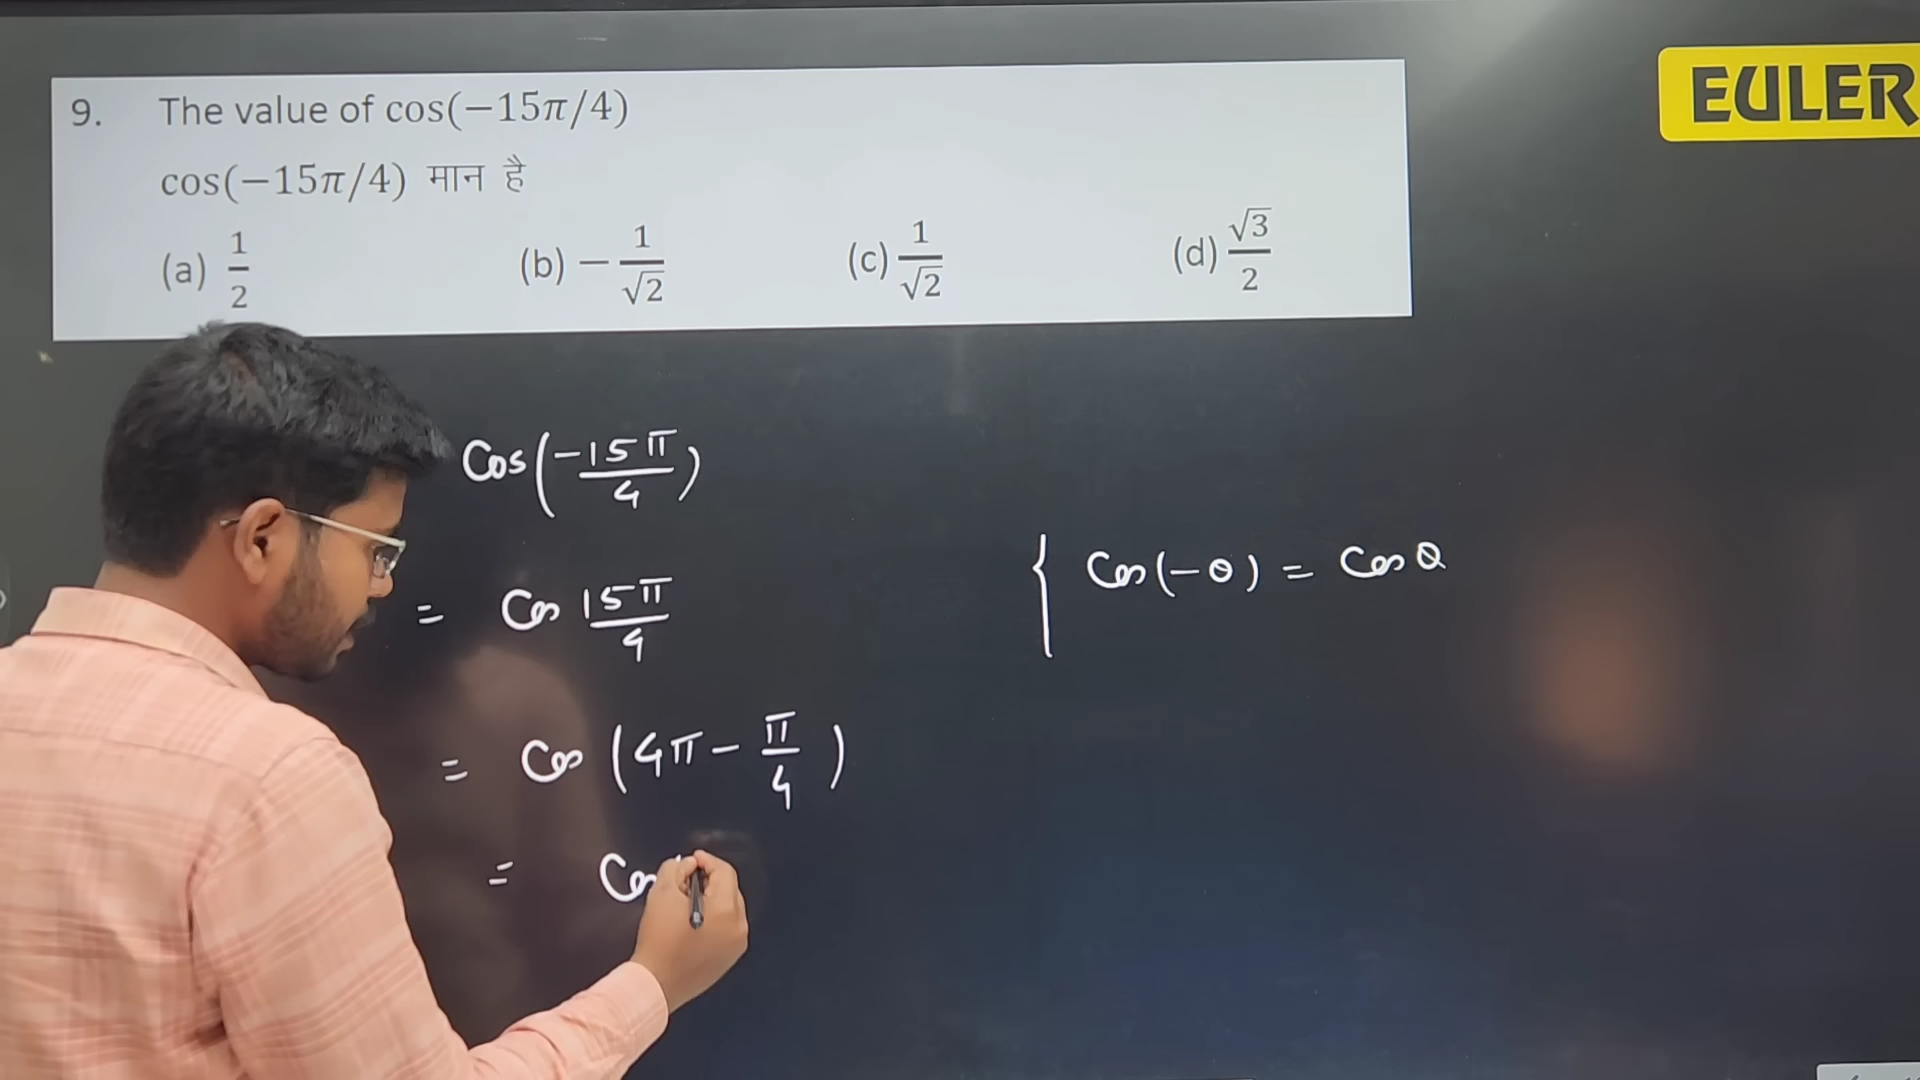 EULER
9. The value of cos(−15π/4)
cos(−15π/4) मान है
(a) 1/2 (b) −1/√2 (c) 1/√2 (d) √3/2
Cos(−15π/4)
= Cos 15π/4
{ Cos(−θ) = Cosθ
= Cos (4π − π/4)
= Cos